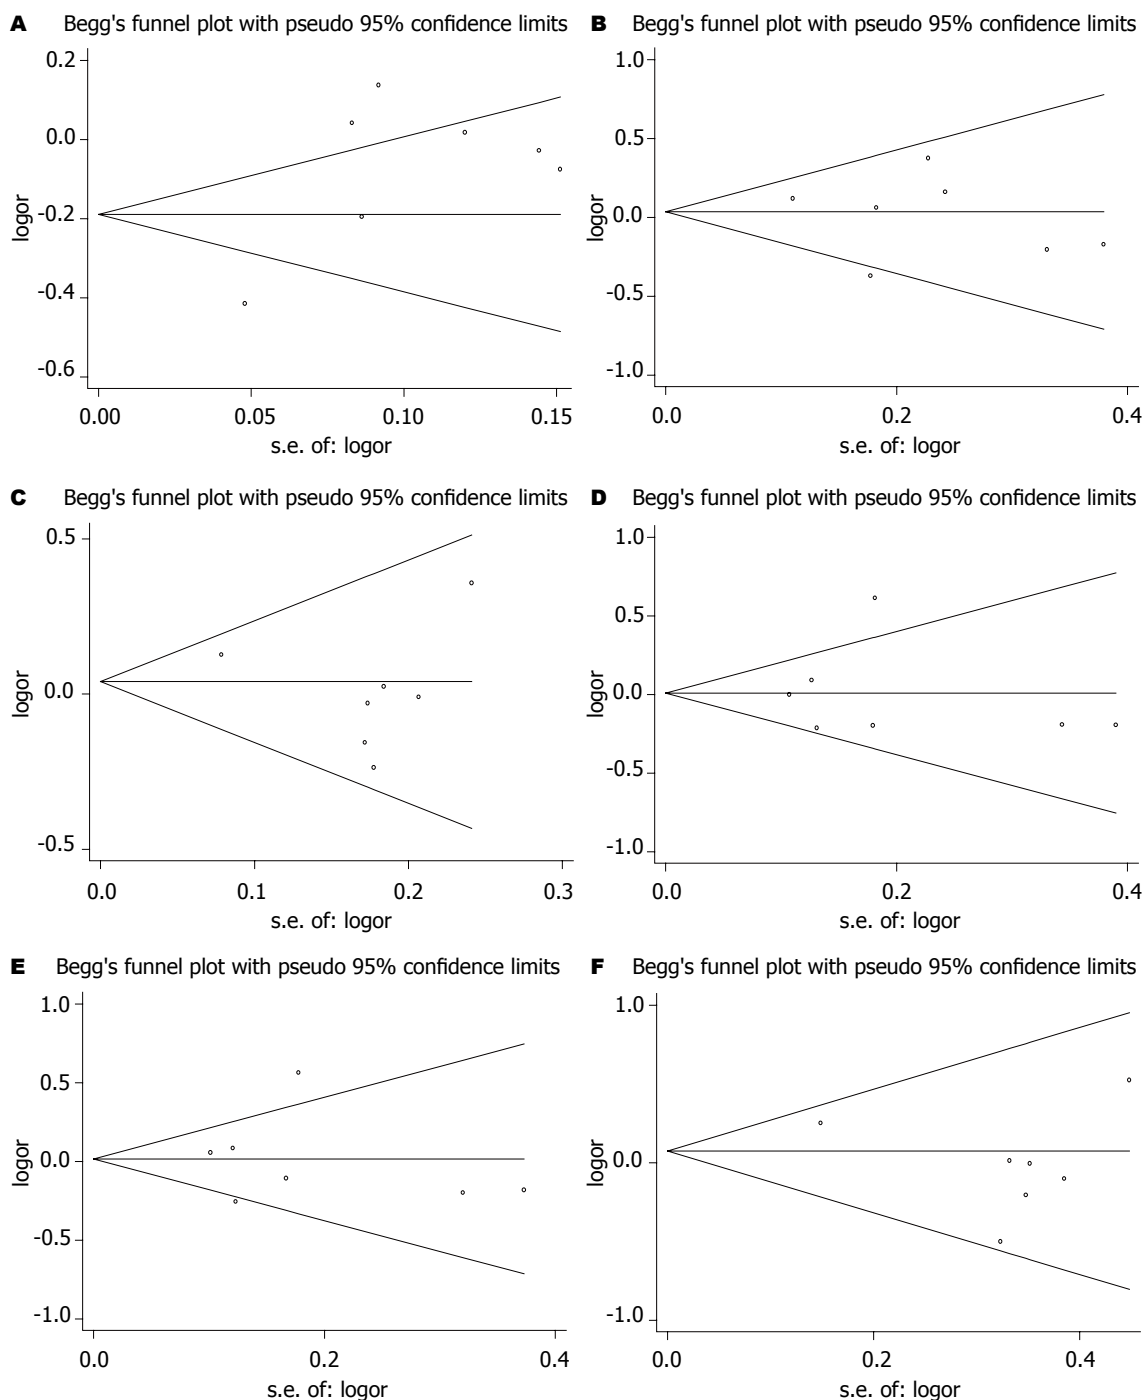 A Begg's funnel plot with pseudo 95% confidence limits
0.2
0.0
-0.2
-0.4
-0.6
logor
0.00 0.05 0.10 0.15
s.e. of: logor
B Begg's funnel plot with pseudo 95% confidence limits
1.0
0.5
0.0
-0.5
-1.0
logor
0.0 0.2 0.4
s.e. of: logor
C Begg's funnel plot with pseudo 95% confidence limits
0.5
0.0
-0.5
logor
0.0 0.1 0.2 0.3
s.e. of: logor
D Begg's funnel plot with pseudo 95% confidence limits
1.0
0.5
0.0
-0.5
-1.0
logor
0.0 0.2 0.4
s.e. of: logor
E Begg's funnel plot with pseudo 95% confidence limits
1.0
0.5
0.0
-0.5
-1.0
logor
0.0 0.2 0.4
s.e. of: logor
F Begg's funnel plot with pseudo 95% confidence limits
1.0
0.5
0.0
-0.5
-1.0
logor
0.0 0.2 0.4
s.e. of: logor